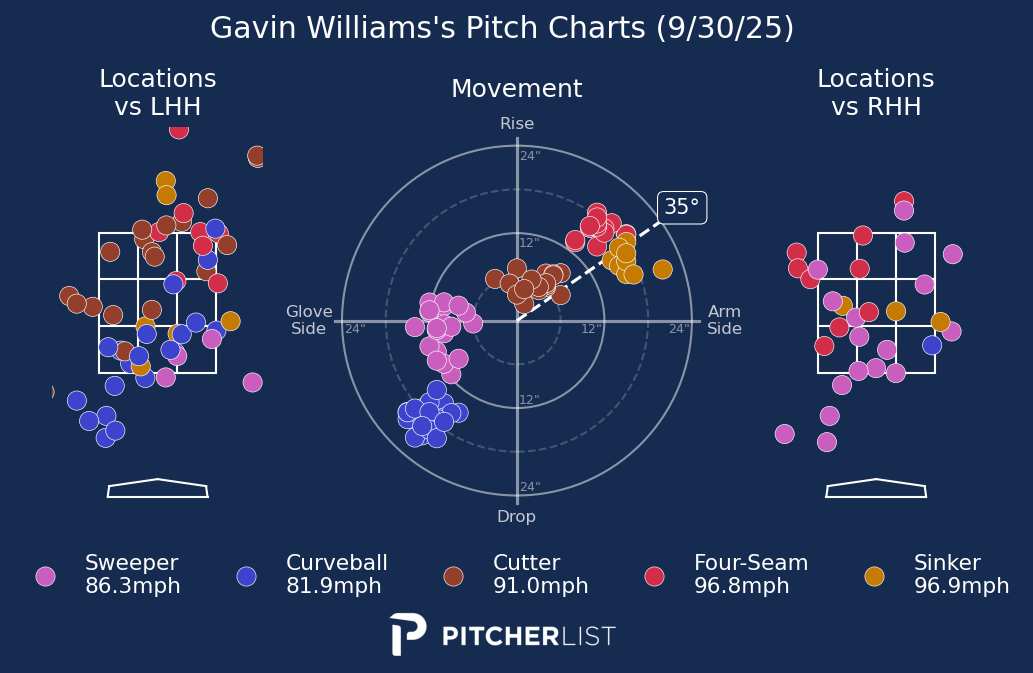 Gavin Williams's Pitch Charts (9/30/25)
Locations
vs LHH
Movement
Locations
vs RHH
Rise
24"
35°
12"
Glove
Side
24"
12"
24"
Arm
Side
12"
24"
Drop
Sweeper
86.3mph
Curveball
81.9mph
Cutter
91.0mph
Four-Seam
96.8mph
Sinker
96.9mph
PITCHERLIST